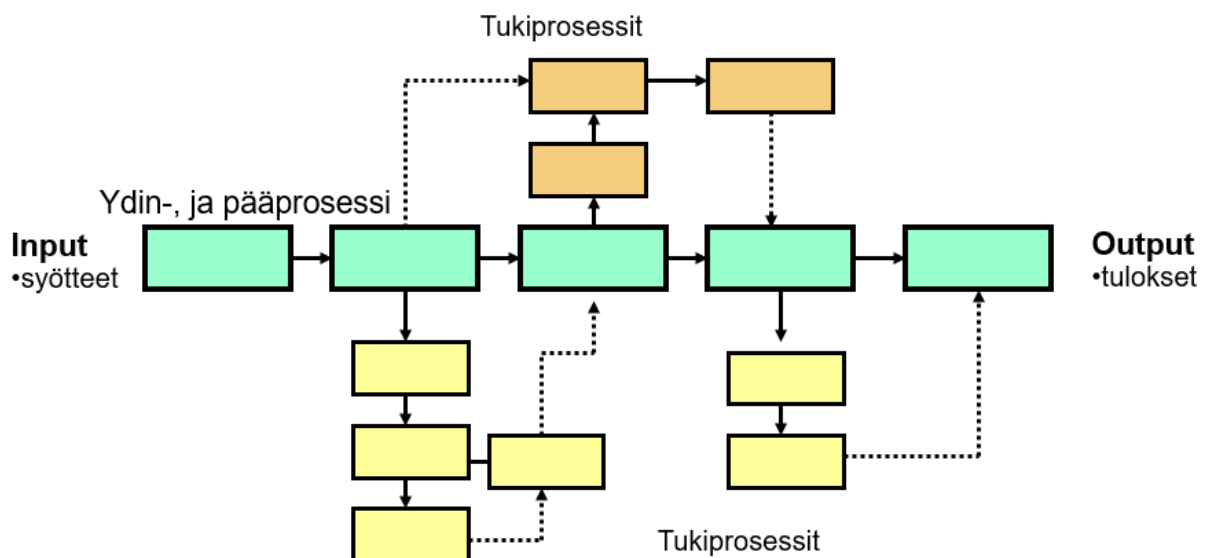 Tukiprosessit
Ydin-, ja pääprosessi
Input
•syötteet
Output
•tulokset
Tukiprosessit